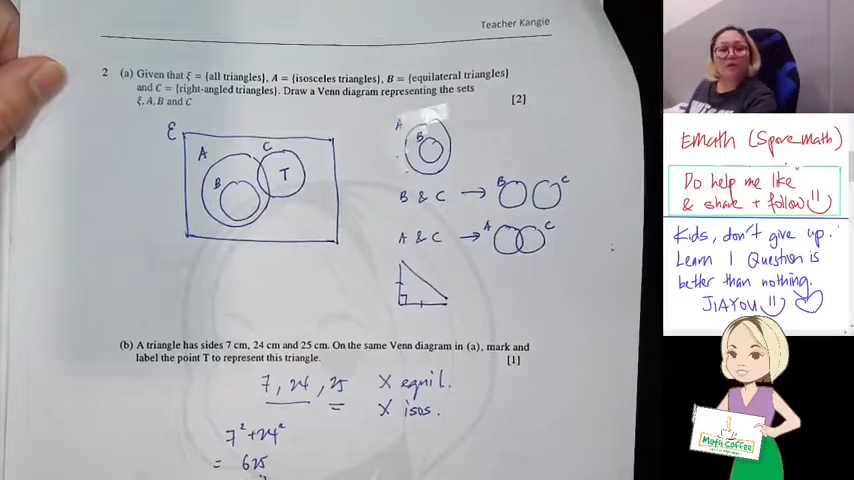 Teacher Kangie
2 (a) Given that ξ = {all triangles}, A = {isosceles triangles}, B = {equilateral triangles}
and C = {right-angled triangles}. Draw a Venn diagram representing the sets
ξ, A, B and C
[2]
ξ
A
C
B
T
A
B
B & C → B C
A & C → A C
(b) A triangle has sides 7 cm, 24 cm and 25 cm. On the same Venn diagram in (a), mark and
label the point T to represent this triangle.
[1]
7, 24, 25 X equil.
X isos.
7² + 24²
= 625
Emath (Spore math)
Do help me like
& share + follow
Kids, don't give up.
Learn 1 Question is
better than nothing.
JIAYOU
Math Coffee